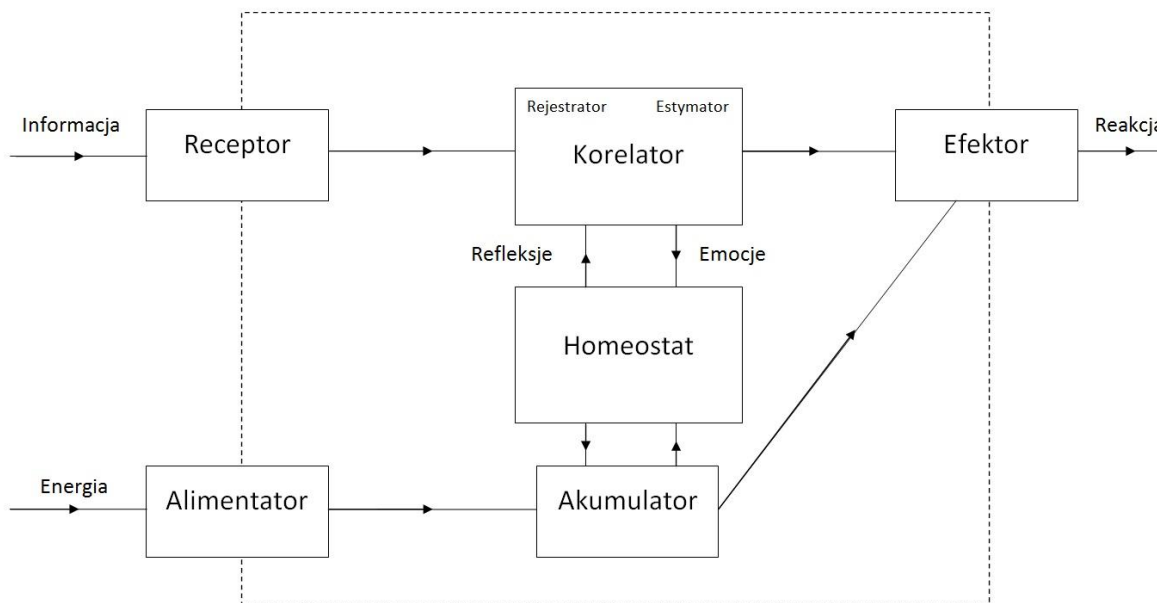 Rejestrator Estymator
Informacja Receptor Korelator Efektor Reakcja
Refleksje Emocje
Homeostat
Energia Alimentator Akumulator